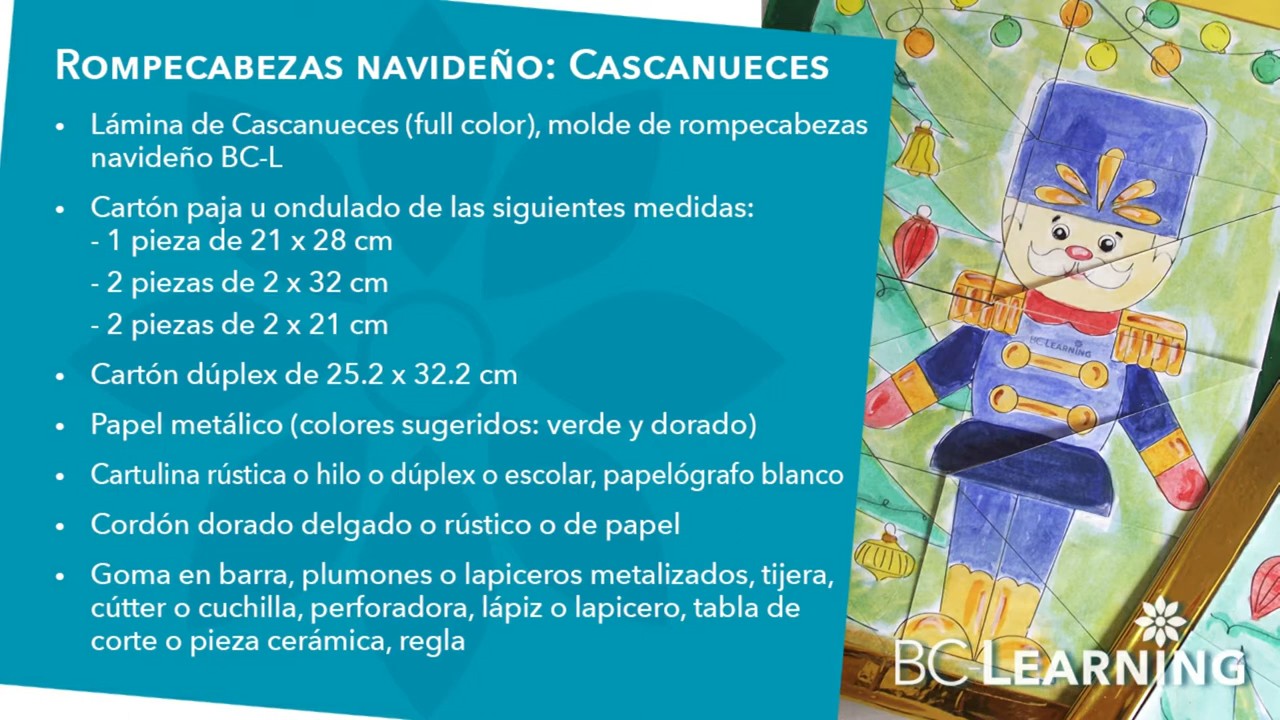 ROMPECABEZAS NAVIDEÑO: CASCANUECES
• Lámina de Cascanueces (full color), molde de rompecabezas
navideño BC-L
• Cartón paja u ondulado de las siguientes medidas:
- 1 pieza de 21 x 28 cm
- 2 piezas de 2 x 32 cm
- 2 piezas de 2 x 21 cm
• Cartón dúplex de 25.2 x 32.2 cm
• Papel metálico (colores sugeridos: verde y dorado)
• Cartulina rústica o hilo o dúplex o escolar, papelógrafo blanco
• Cordón dorado delgado o rústico o de papel
• Goma en barra, plumones o lapiceros metalizados, tijera,
cútter o cuchilla, perforadora, lápiz o lapicero, tabla de
corte o pieza cerámica, regla
BC-LEARNING
BC-LEARNING